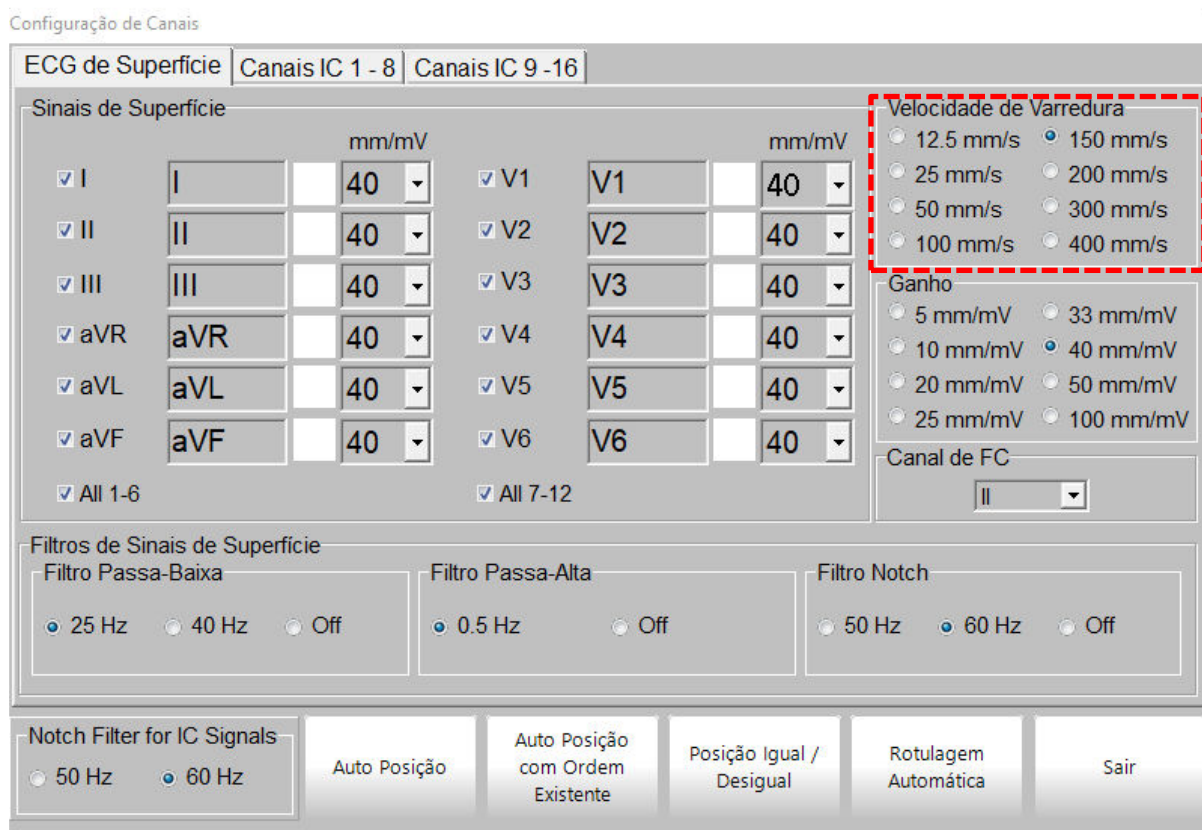 Configuração de Canais
ECG de Superfície Canais IC 1 - 8 Canais IC 9 -16
Sinais de Superfície
mm/mV mm/mV
I I 40 V1 V1 40
II II 40 V2 V2 40
III III 40 V3 V3 40
aVR aVR 40 V4 V4 40
aVL aVL 40 V5 V5 40
aVF aVF 40 V6 V6 40
All 1-6 All 7-12
Velocidade de Varredura
12.5 mm/s 150 mm/s
25 mm/s 200 mm/s
50 mm/s 300 mm/s
100 mm/s 400 mm/s
Ganho
5 mm/mV 33 mm/mV
10 mm/mV 40 mm/mV
20 mm/mV 50 mm/mV
25 mm/mV 100 mm/mV
Canal de FC
II
Filtros de Sinais de Superfície
Filtro Passa-Baixa Filtro Passa-Alta Filtro Notch
25 Hz 40 Hz Off 0.5 Hz Off 50 Hz 60 Hz Off
Notch Filter for IC Signals
50 Hz 60 Hz
Auto Posição
Auto Posição
com Ordem
Existente
Posição Igual /
Desigual
Rotulagem
Automática
Sair